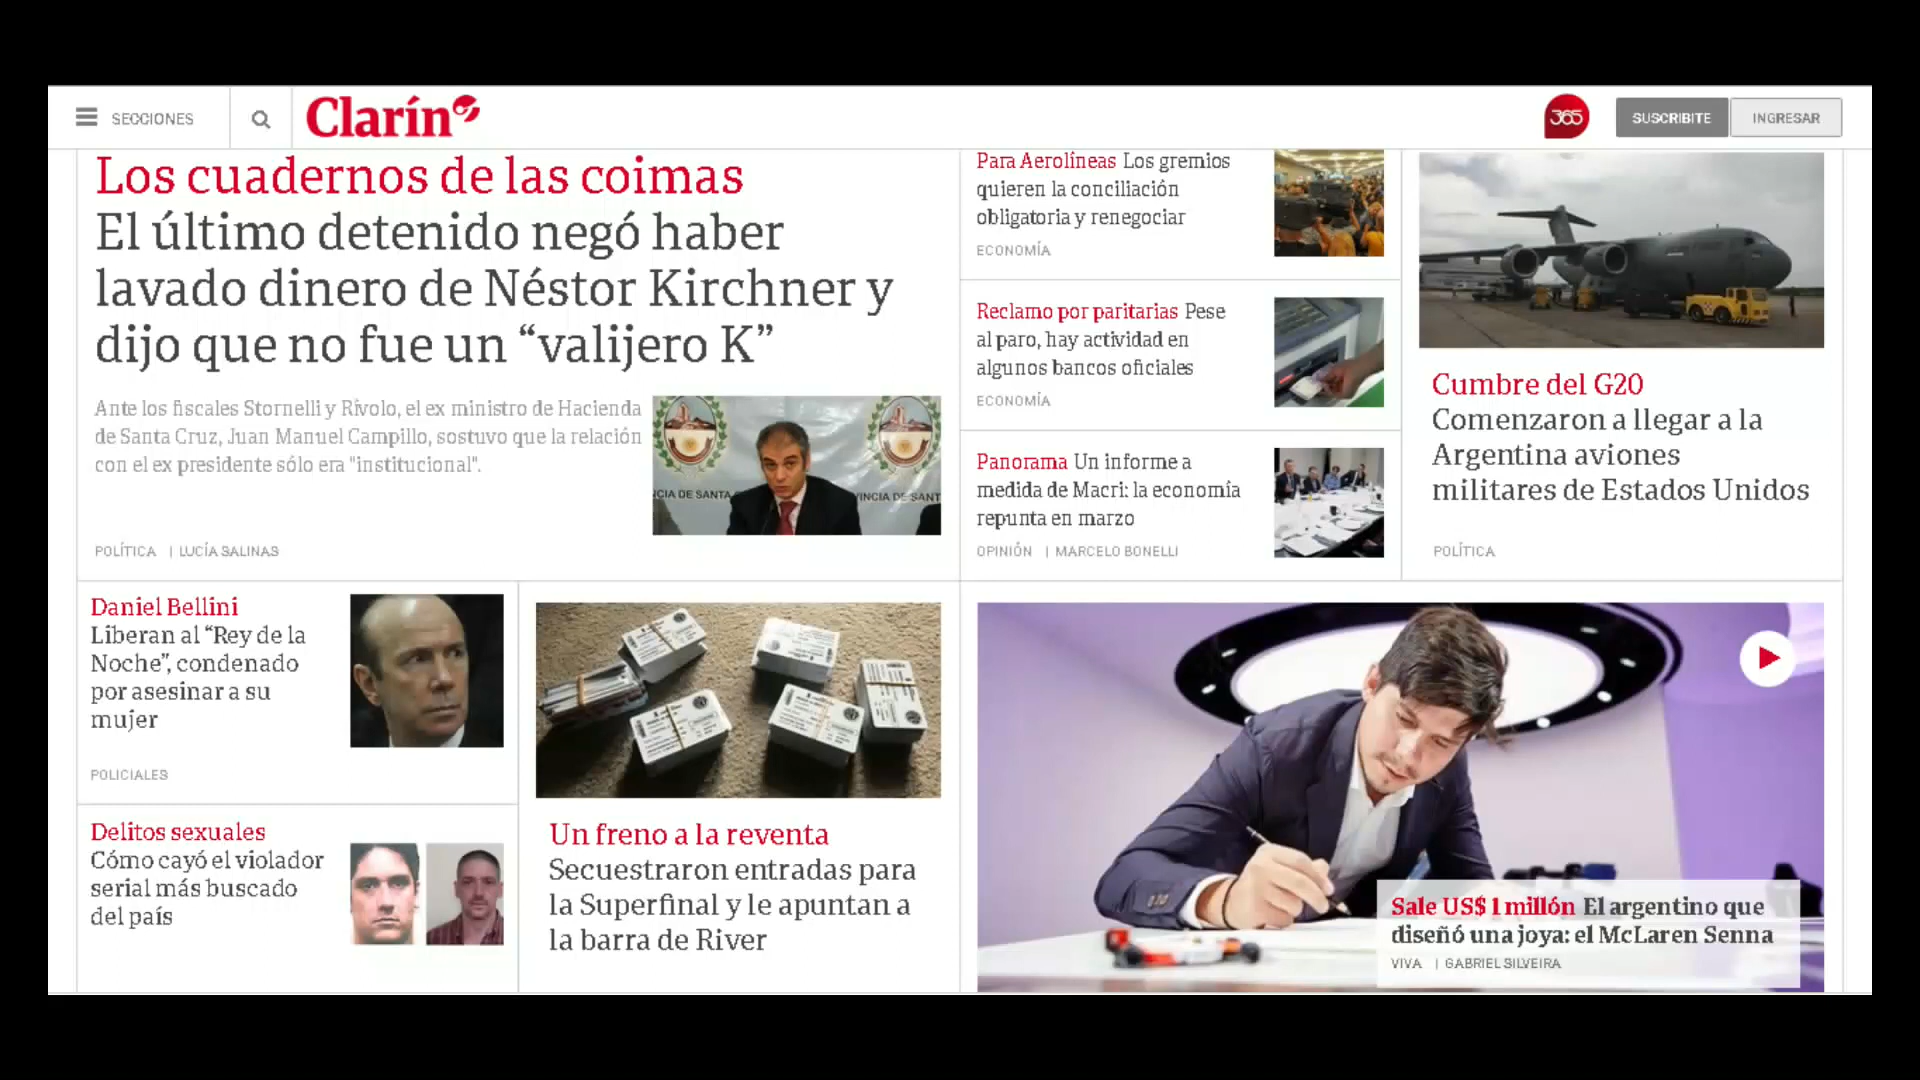 SECCIONES
Clarín
365
SUSCRIBITE
INGRESAR
Los cuadernos de las coimas
El último detenido negó haber
lavado dinero de Néstor Kirchner y
dijo que no fue un “valijero K”
Ante los fiscales Stornelli y Rívolo, el ex ministro de Hacienda
de Santa Cruz, Juan Manuel Campillo, sostuvo que la relación
con el ex presidente sólo era "institucional".
POLÍTICA | LUCÍA SALINAS
NCIA DE SANTA
VINCIA DE SANT
Para Aerolíneas Los gremios
quieren la conciliación
obligatoria y renegociar
ECONOMÍA
Reclamo por paritarias Pese
al paro, hay actividad en
algunos bancos oficiales
ECONOMÍA
Panorama Un informe a
medida de Macri: la economía
repunta en marzo
OPINIÓN | MARCELO BONELLI
Cumbre del G20
Comenzaron a llegar a la
Argentina aviones
militares de Estados Unidos
POLÍTICA
Daniel Bellini
Liberan al “Rey de la
Noche”, condenado
por asesinar a su
mujer
POLICIALES
Delitos sexuales
Cómo cayó el violador
serial más buscado
del país
Un freno a la reventa
Secuestraron entradas para
la Superfinal y le apuntan a
la barra de River
Sale US$ 1 millón El argentino que
diseñó una joya: el McLaren Senna
VIVA | GABRIEL SILVEIRA